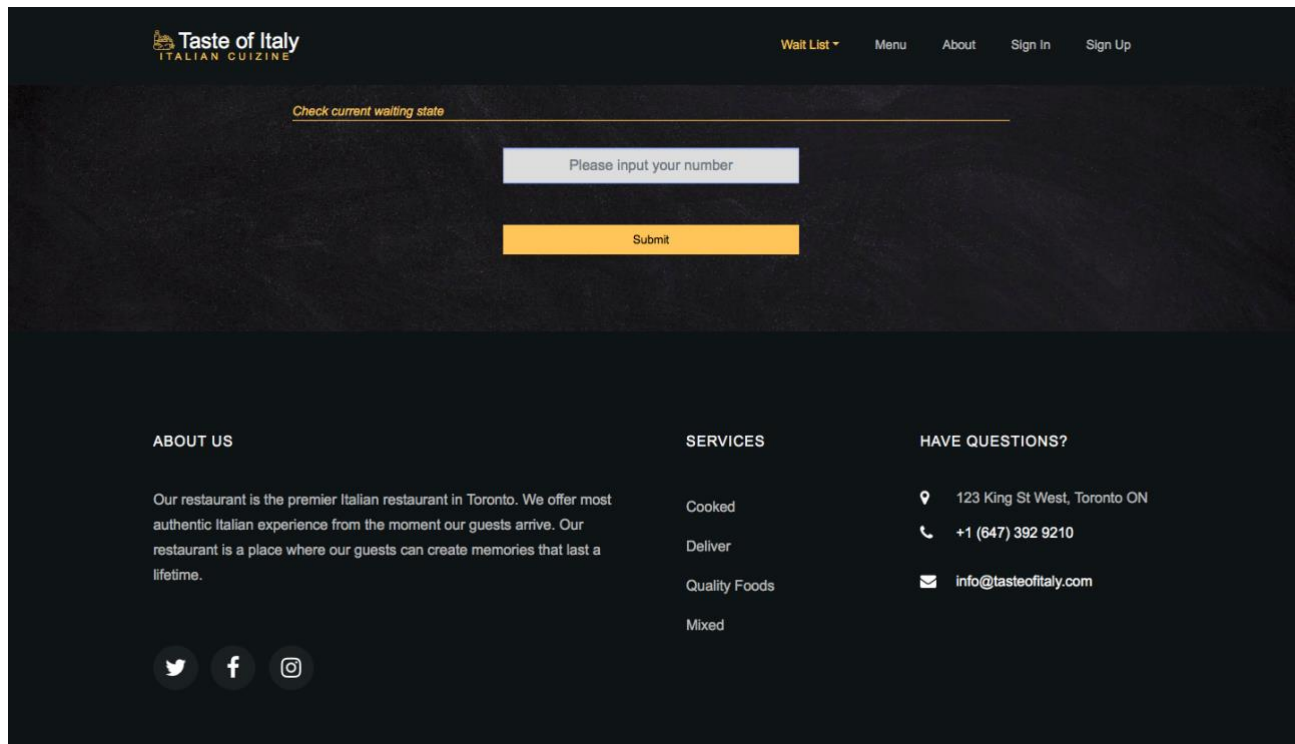 Taste of Italy
ITALIAN CUIZINE
Wait List Menu About Sign In Sign Up
Check current waiting state
Please input your number
Submit
ABOUT US
Our restaurant is the premier Italian restaurant in Toronto. We offer most
authentic Italian experience from the moment our guests arrive. Our
restaurant is a place where our guests can create memories that last a
lifetime.
SERVICES
Cooked
Deliver
Quality Foods
Mixed
HAVE QUESTIONS?
123 King St West, Toronto ON
+1 (647) 392 9210
info@tasteofitaly.com